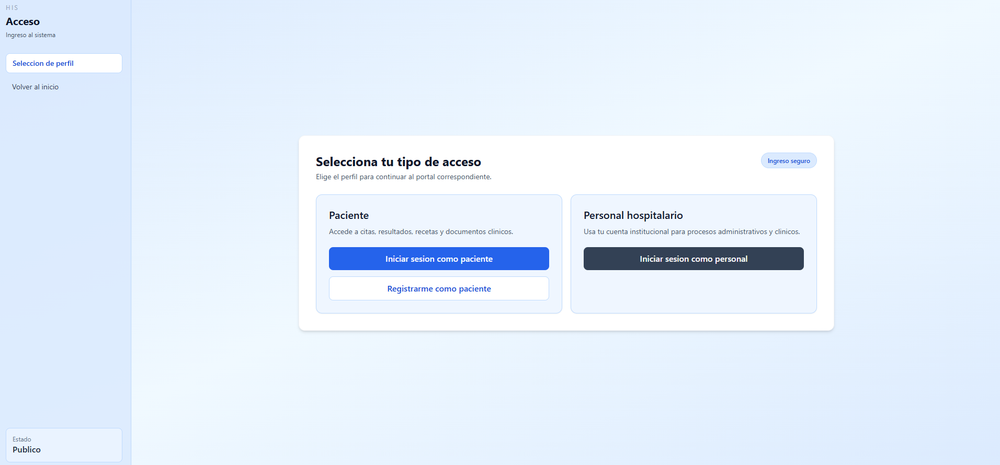 HIS
Acceso
Ingreso al sistema
Seleccion de perfil
Volver al inicio
Selecciona tu tipo de acceso
Ingreso seguro
Elige el perfil para continuar al portal correspondiente.
Paciente
Accede a citas, resultados, recetas y documentos clinicos.
Iniciar sesion como paciente
Registrarme como paciente
Personal hospitalario
Usa tu cuenta institucional para procesos administrativos y clinicos.
Iniciar sesion como personal
Estado
Publico